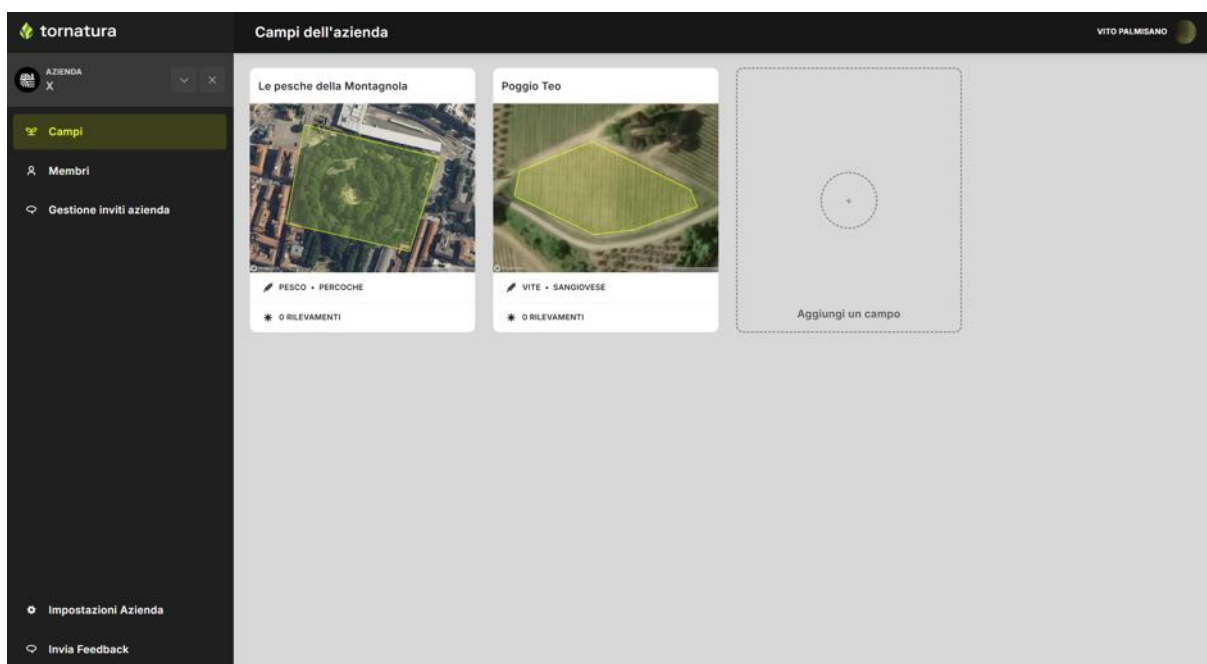 tornatura
Campi dell'azienda
VITO PALMISANO
AZIENDA
X
Campi
Membri
Gestione inviti azienda
Le pesche della Montagnola
PESCO • PERCOCHE
0 RILEVAMENTI
Poggio Teo
VITE • SANGIOVESE
0 RILEVAMENTI
Aggiungi un campo
Impostazioni Azienda
Invia Feedback